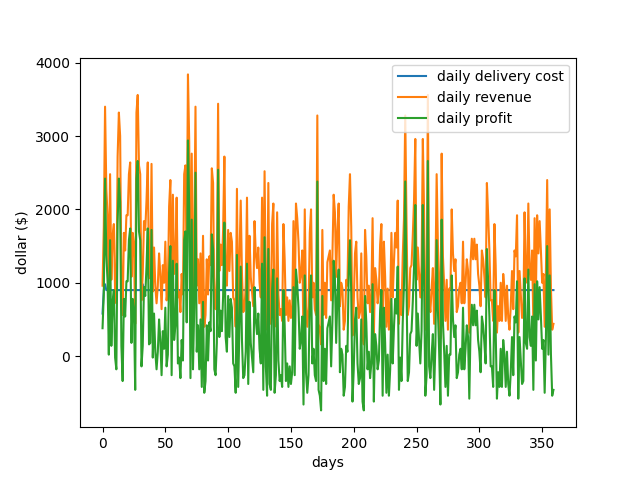 daily delivery cost
daily revenue
daily profit
4000
3000
2000
1000
0
dollar ($)
0 50 100 150 200 250 300 350
days